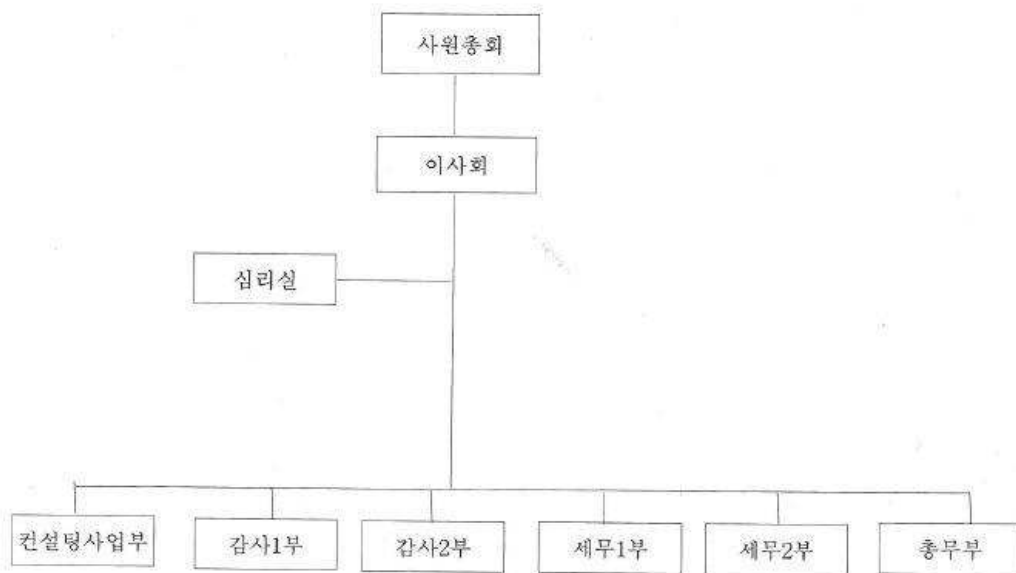 사원총회
이사회
심리실
컨설팅사업부
감사1부
감사2부
세무1부
세무2부
총무부